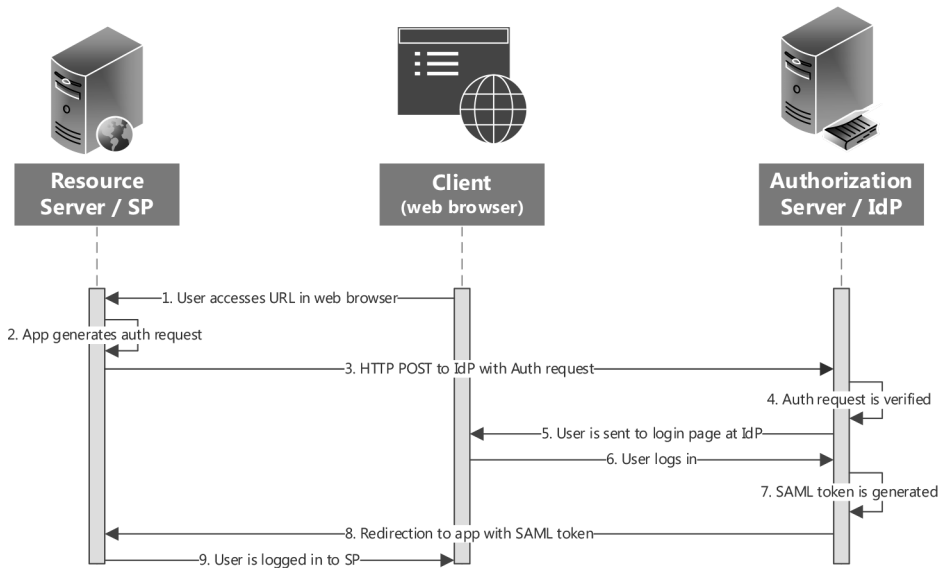 Resource
Server / SP
Client
(web browser)
Authorization
Server / IdP
1. User accesses URL in web browser
2. App generates auth request
3. HTTP POST to IdP with Auth request
4. Auth request is verified
5. User is sent to login page at IdP
6. User logs in
7. SAML token is generated
8. Redirection to app with SAML token
9. User is logged in to SP